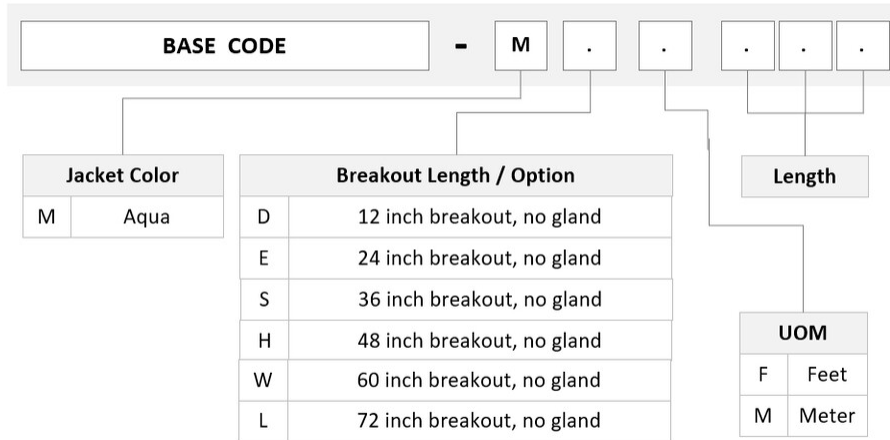 BASE CODE - M . . . . .
Jacket Color
M Aqua
Breakout Length / Option
D 12 inch breakout, no gland
E 24 inch breakout, no gland
S 36 inch breakout, no gland
H 48 inch breakout, no gland
W 60 inch breakout, no gland
L 72 inch breakout, no gland
Length
UOM
F Feet
M Meter